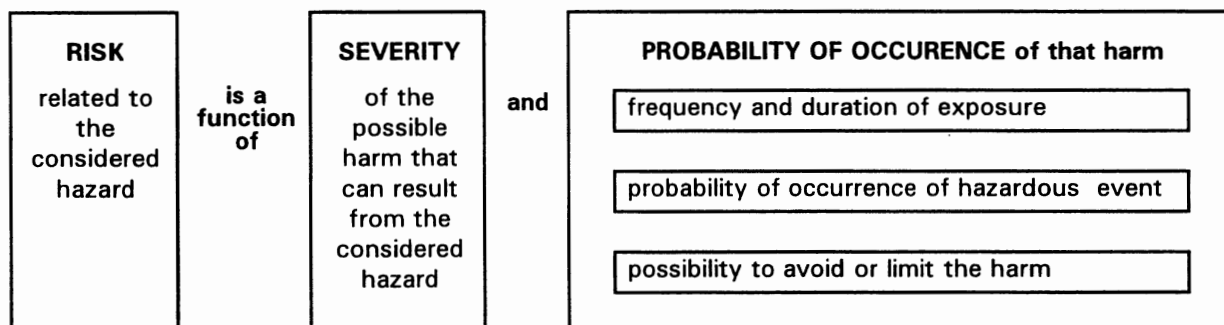 RISK
related to
the
considered
hazard
is a
function
of
SEVERITY
of the
possible
harm that
can result
from the
considered
hazard
and
PROBABILITY OF OCCURENCE of that harm
frequency and duration of exposure
probability of occurrence of hazardous event
possibility to avoid or limit the harm